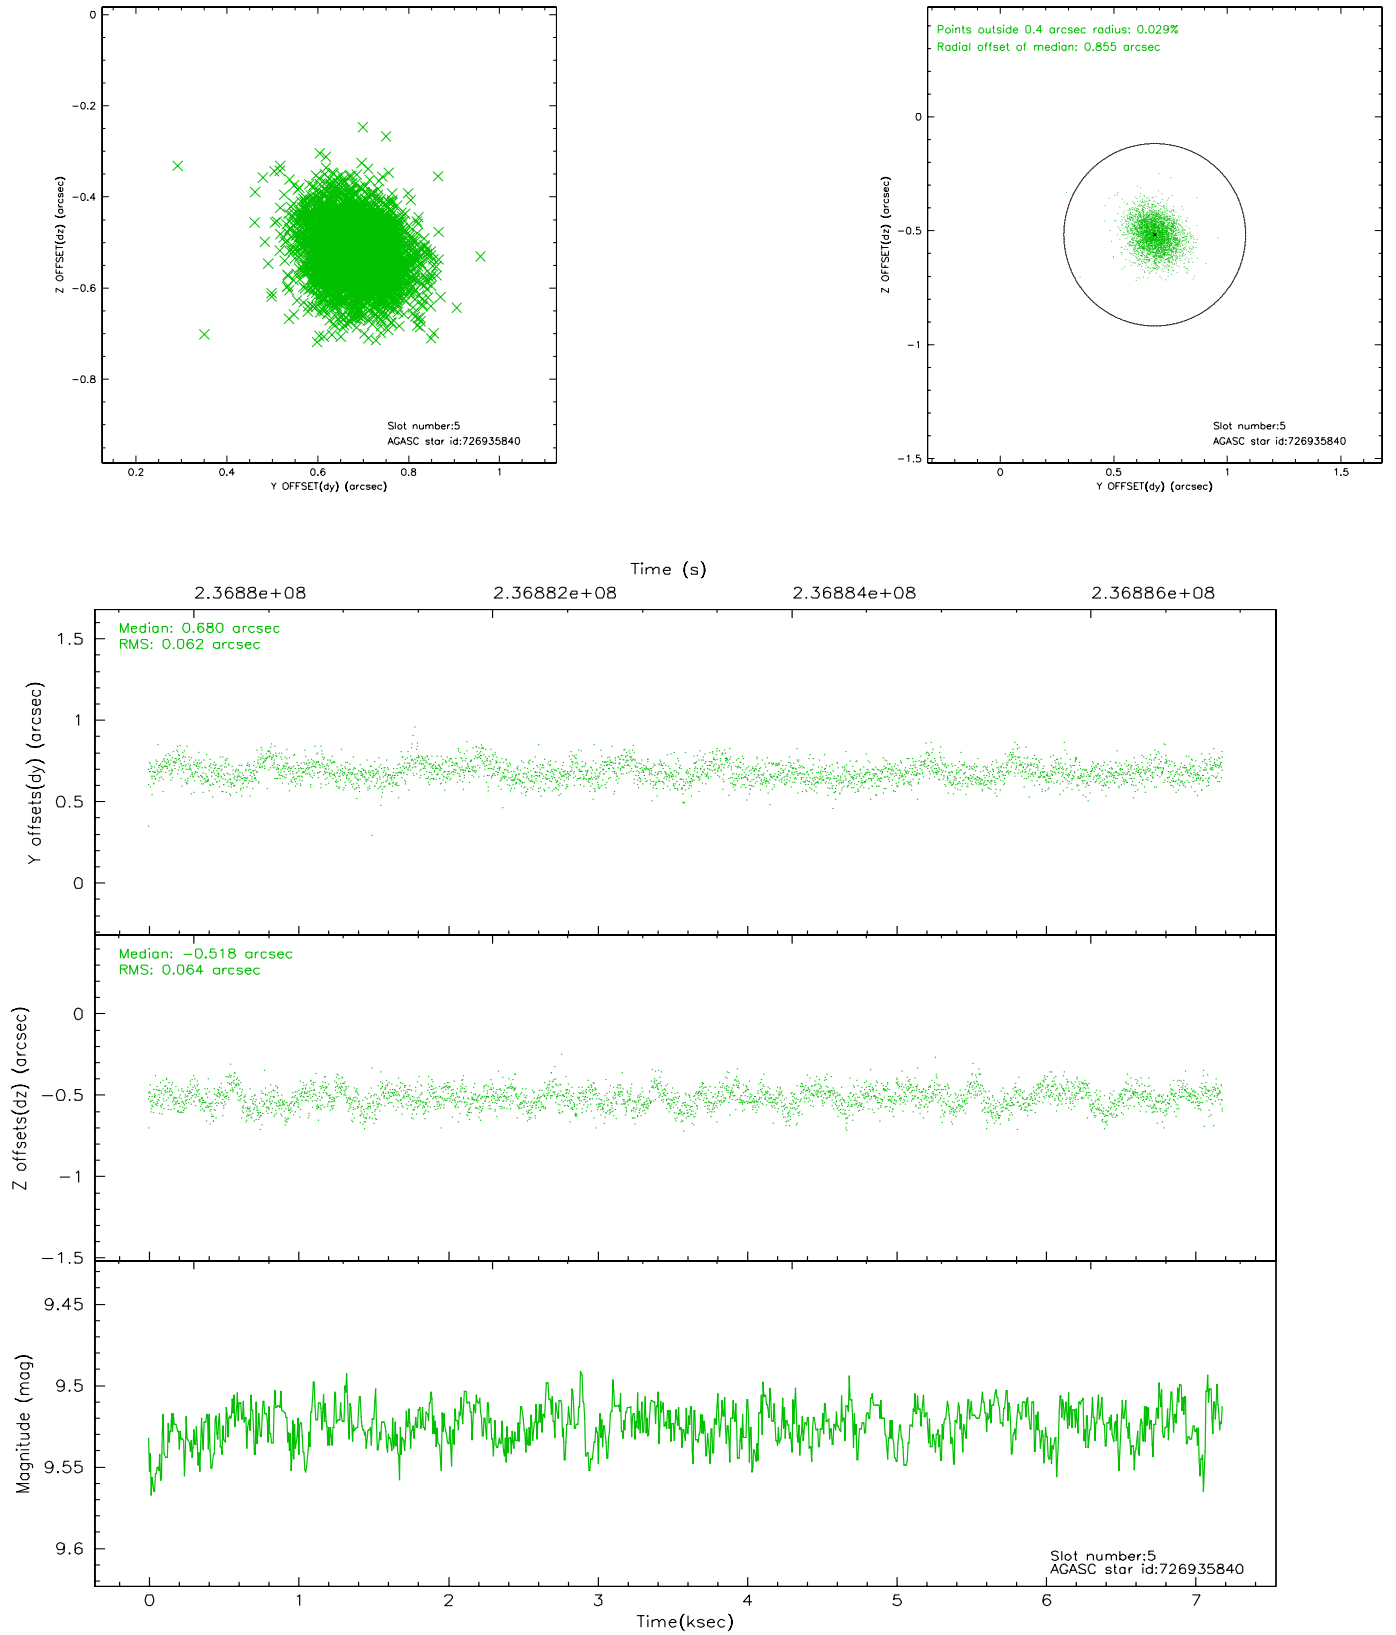 0
−0.2
−0.4
−0.6
−0.8
Z OFFSET(dz) (arcsec)
Slot number:5
AGASC star id:726935840
0.2
0.4
0.6
0.8
1
Y OFFSET(dy) (arcsec)
Points outside 0.4 arcsec radius: 0.029%
Radial offset of median: 0.855 arcsec
0
−0.5
−1
−1.5
Z OFFSET(dz) (arcsec)
Slot number:5
AGASC star id:726935840
0
0.5
1
1.5
Y OFFSET(dy) (arcsec)
Time (s)
2.3688e+08
2.36882e+08
2.36884e+08
2.36886e+08
Median: 0.680 arcsec
RMS: 0.062 arcsec
1.5
1
0.5
0
Y offsets(dy) (arcsec)
Median: −0.518 arcsec
RMS: 0.064 arcsec
0
−0.5
−1
−1.5
Z offsets(dz) (arcsec)
9.45
9.5
9.55
9.6
Magnitude (mag)
Slot number:5
AGASC star id:726935840
0
1
2
3
4
5
6
7
Time(ksec)